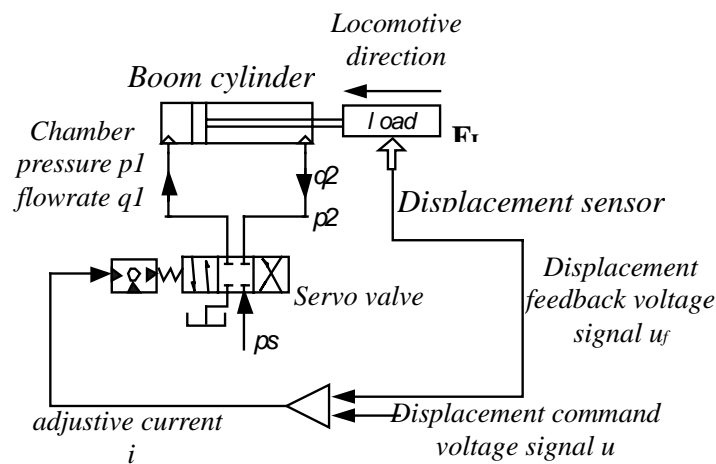 Locomotive
direction
Boom cylinder
load
Chamber
pressure p1
flowrate q1
q2
p2
Displacement sensor
Servo valve
ps
Displacement
feedback voltage
signal uf
adjustive current
i
Displacement command
voltage signal u